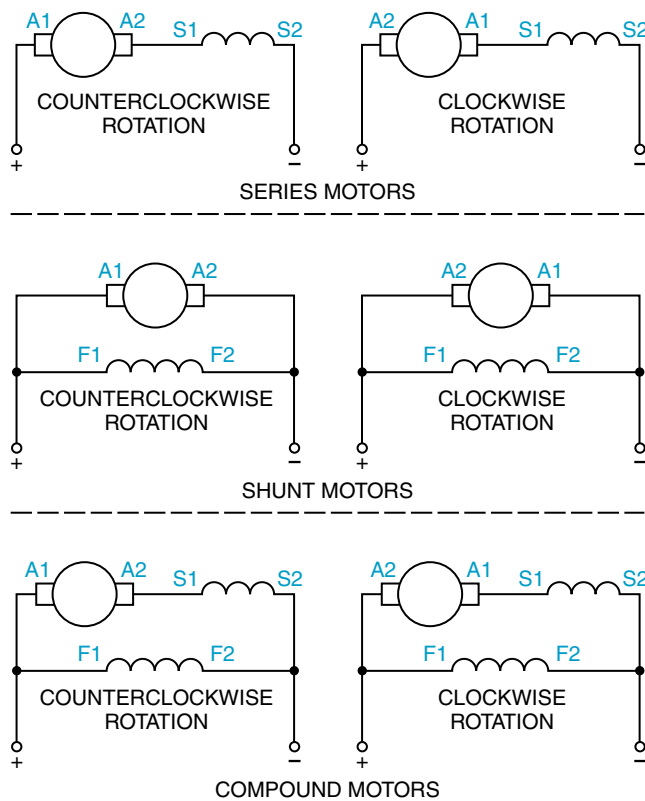 A1 A2 S1 S2 A2 A1 S1 S2
COUNTERCLOCKWISE
ROTATION
CLOCKWISE
ROTATION
+ − + −
SERIES MOTORS
A1 A2 A2 A1
F1 F2 F1 F2
COUNTERCLOCKWISE
ROTATION
CLOCKWISE
ROTATION
+ − + −
SHUNT MOTORS
A1 A2 S1 S2 A2 A1 S1 S2
F1 F2 F1 F2
COUNTERCLOCKWISE
ROTATION
CLOCKWISE
ROTATION
+ − + −
COMPOUND MOTORS